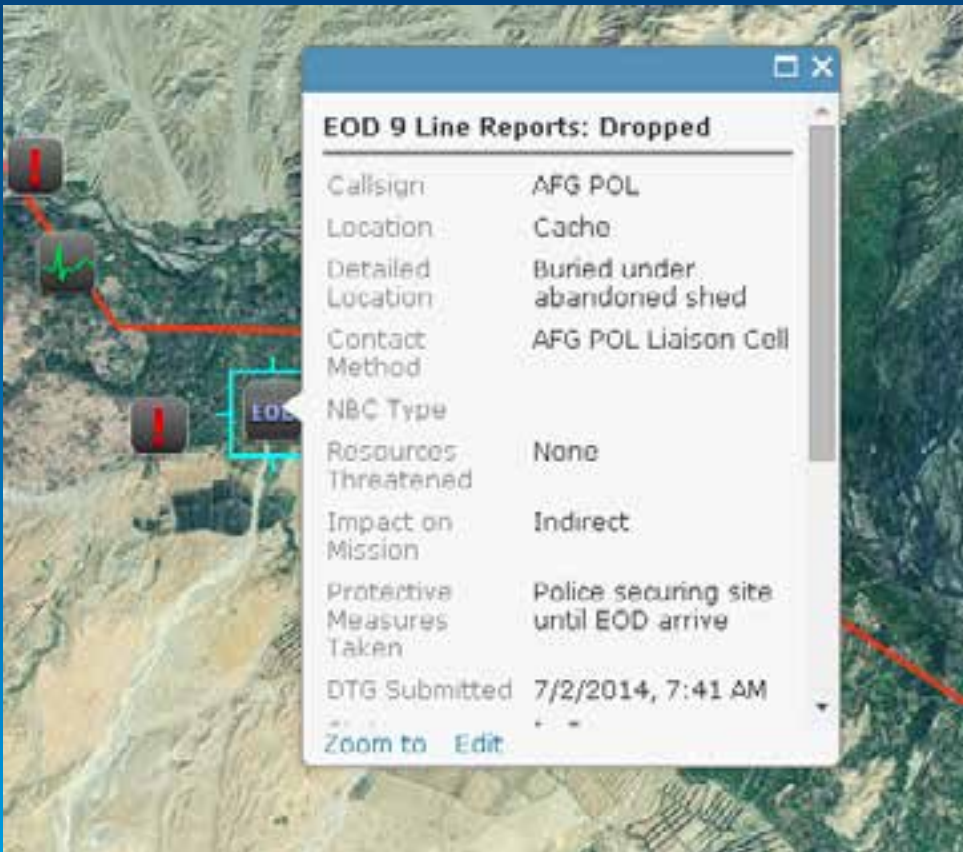 EOD 9 Line Reports: Dropped
Callsign AFG POL
Location Cache
Detailed Buried under
Location abandoned shed
Contact AFG POL Liaison Cell
Method
EOD
NBC Type
Resources None
Threatened
Impact on Indirect
Mission
Protective Police securing site
Measures until EOD arrive
Taken
DTG Submitted 7/2/2014, 7:41 AM
Zoom to Edit